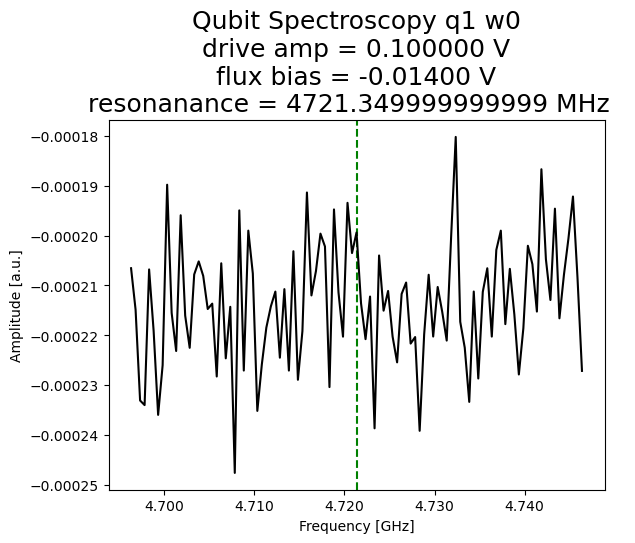 Qubit Spectroscopy q1 w0
drive amp = 0.100000 V
flux bias = -0.01400 V
resonanance = 4721.349999999999 MHz
−0.00018
−0.00019
−0.00020
−0.00021
−0.00022
−0.00023
−0.00024
−0.00025
Amplitude [a.u.]
4.700 4.710 4.720 4.730 4.740
Frequency [GHz]